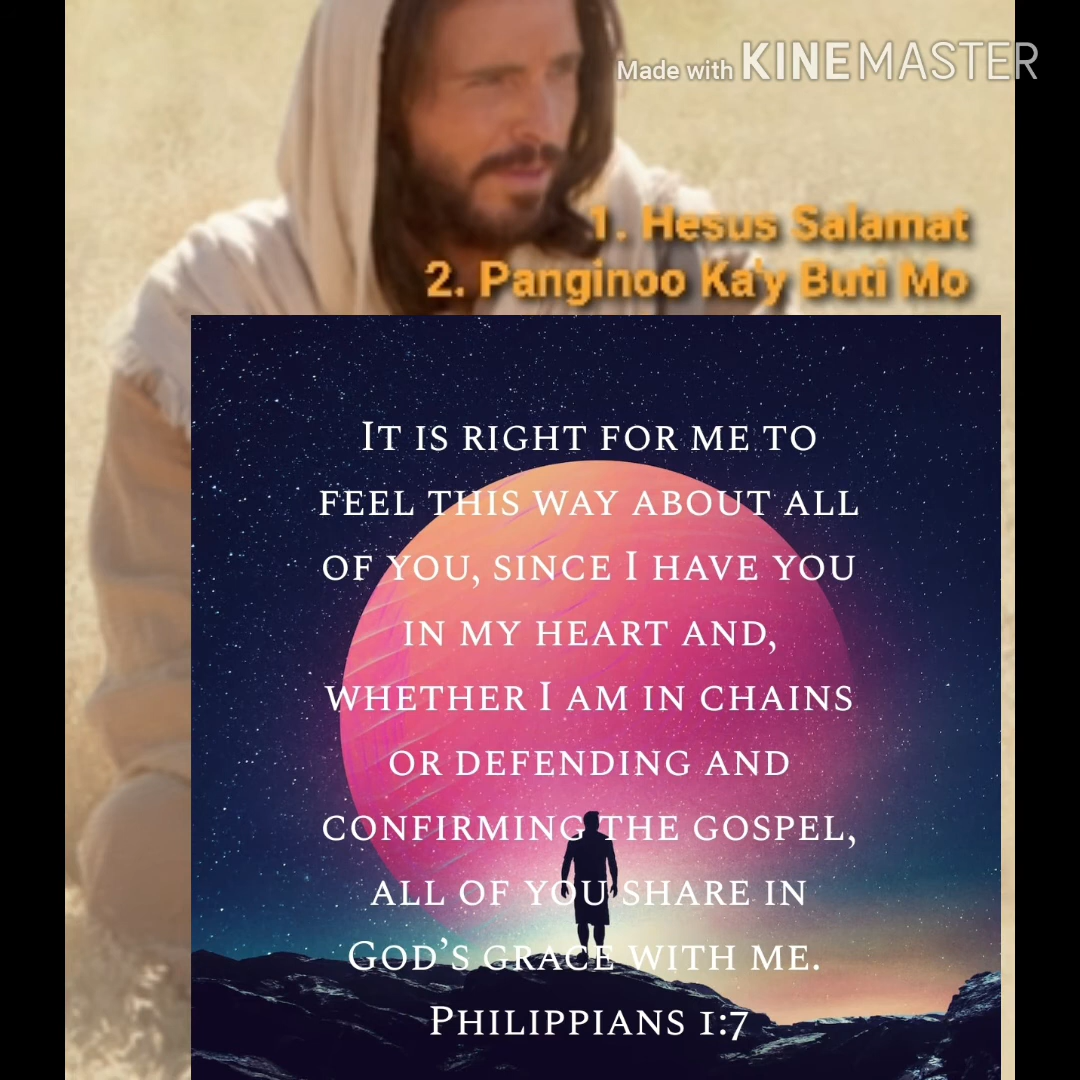 Made with KINEMASTER
1. Hesus Salamat
2. Panginoo Ka'y Buti Mo
It is right for me to
feel this way about all
of you, since I have you
in my heart and,
whether I am in chains
or defending and
confirming the gospel,
all of you share in
God's grace with me.
Philippians 1:7